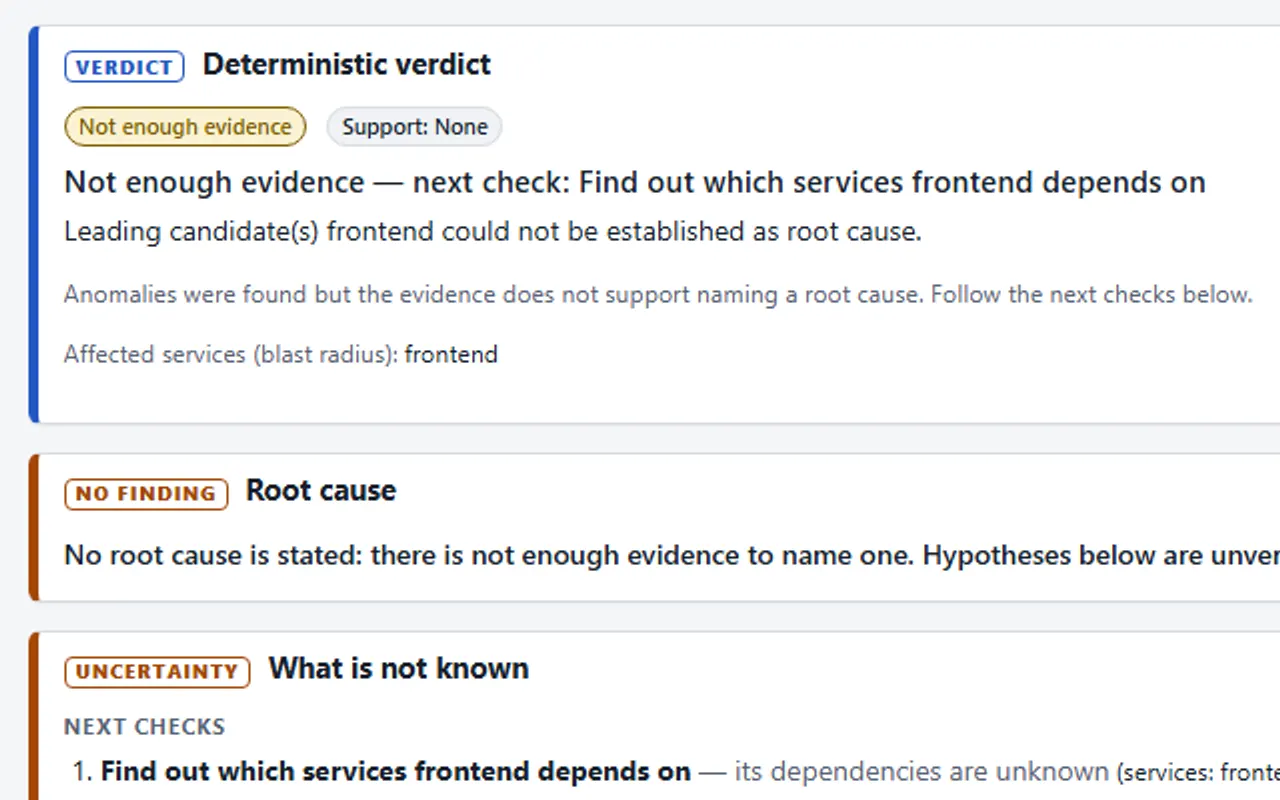 VERDICT Deterministic verdict
Not enough evidence Support: None
Not enough evidence — next check: Find out which services frontend depends on
Leading candidate(s) frontend could not be established as root cause.
Anomalies were found but the evidence does not support naming a root cause. Follow the next checks below.
Affected services (blast radius): frontend
NO FINDING Root cause
No root cause is stated: there is not enough evidence to name one. Hypotheses below are
UNCERTAINTY What is not known
NEXT CHECKS
1. Find out which services frontend depends on — its dependencies are unknown (services: